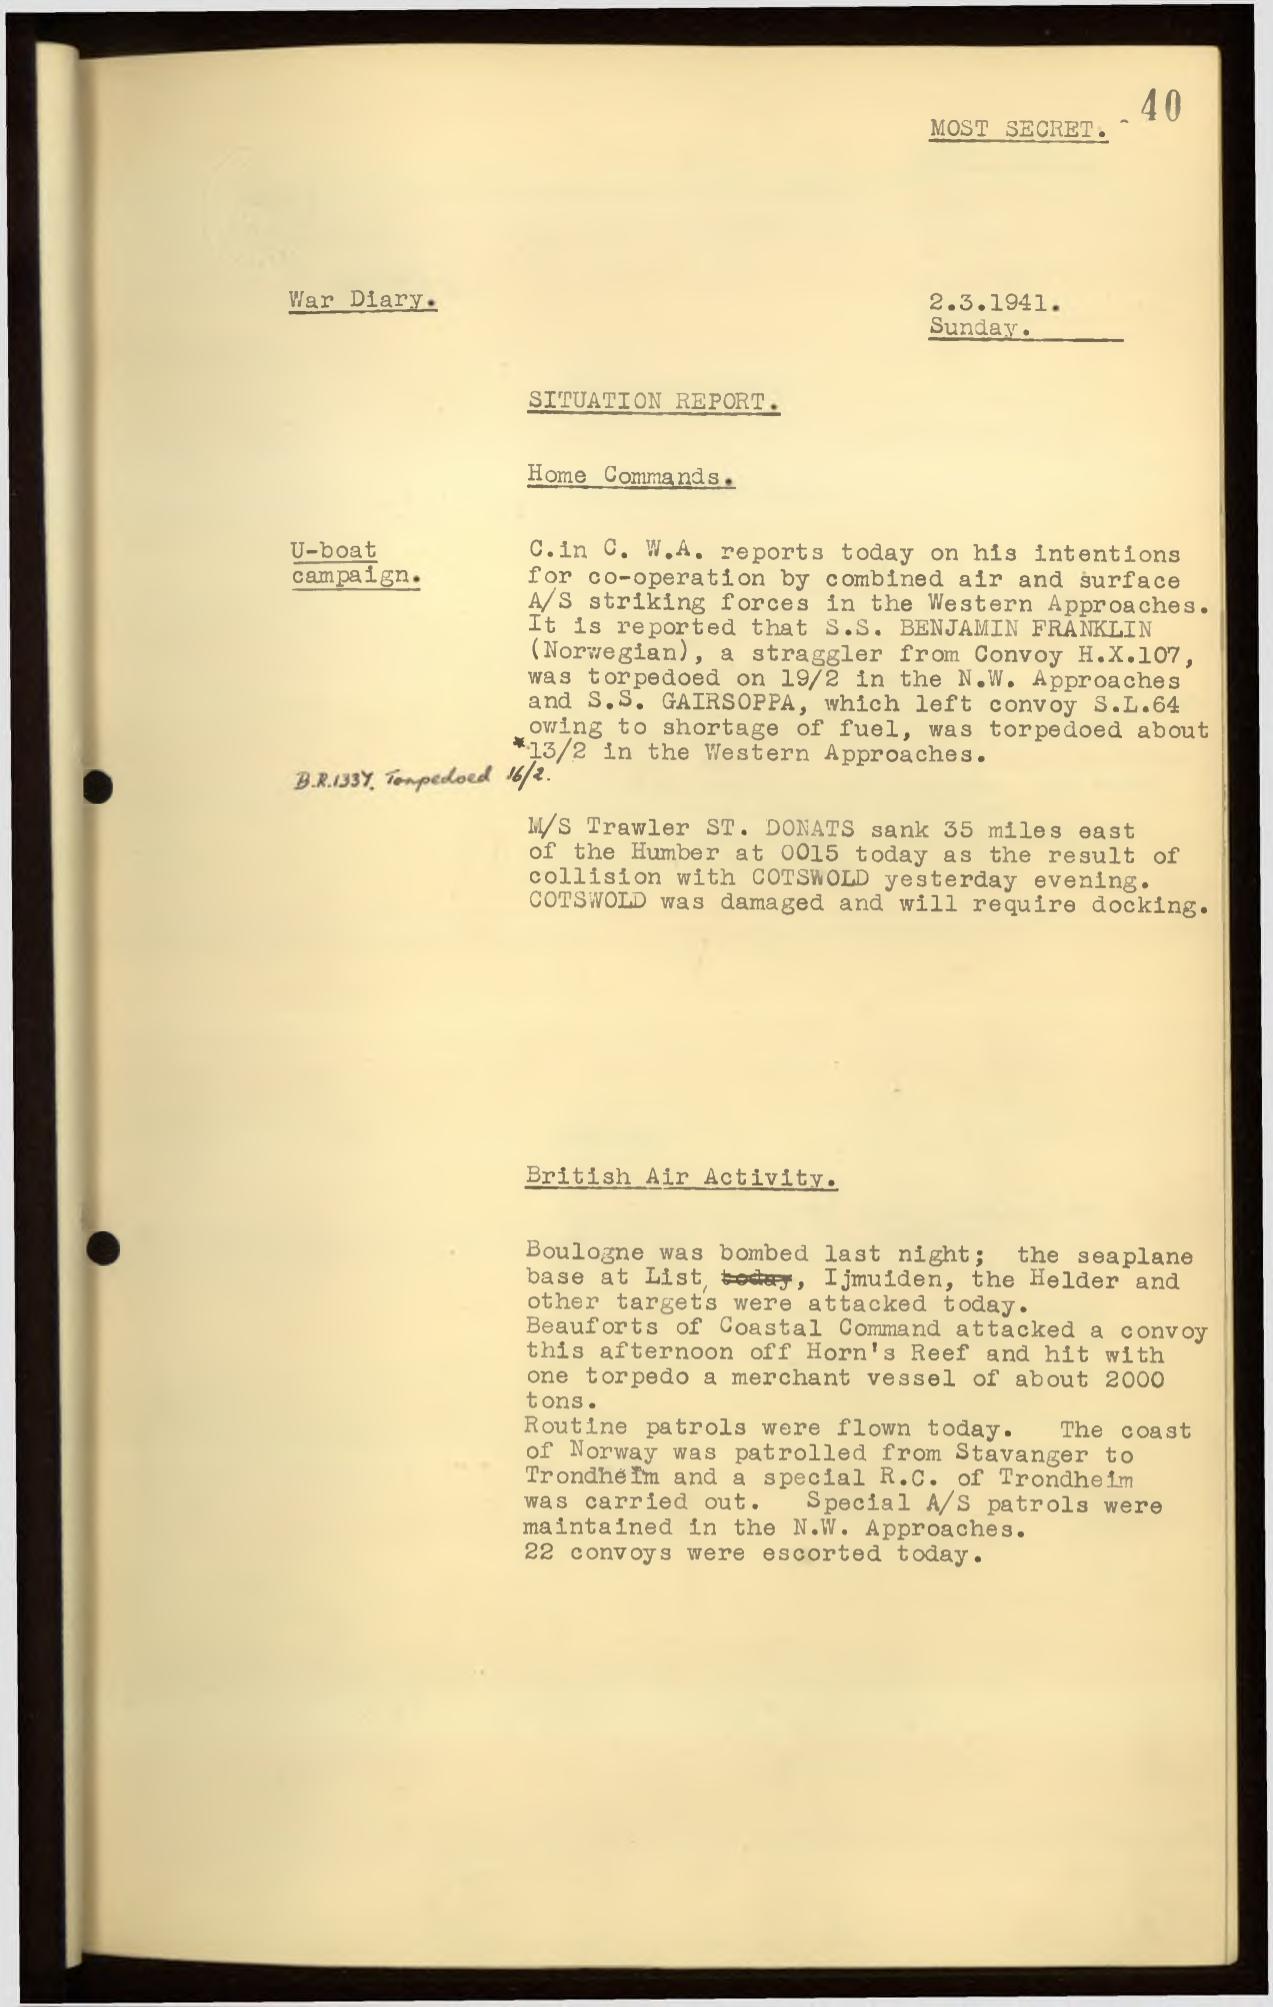 40
MOST SECRET.
War Diary.
2.3.1941.
Sunday.
SITUATION REPORT.
Home Commands.
U-boat
campaign.
C.in C. W.A. reports today on his intentions
for co-operation by combined air and surface
A/S striking forces in the Western Approaches.
It is reported that S.S. BENJAMIN FRANKLIN
(Norwegian), a straggler from Convoy H.X.107,
was torpedoed on 19/2 in the N.W. Approaches
and S.S. GAIRSOPPA, which left convoy S.L.64
owing to shortage of fuel, was torpedoed about
*13/2 in the Western Approaches.
B.R.1337. Torpedoed 16/2.
M/S Trawler ST. DONATS sank 35 miles east
of the Humber at 0015 today as the result of
collision with COTSWOLD yesterday evening.
COTSWOLD was damaged and will require docking.
British Air Activity.
Boulogne was bombed last night; the seaplane
base at List, today, Ijmuiden, the Helder and
other targets were attacked today.
Beauforts of Coastal Command attacked a convoy
this afternoon off Horn's Reef and hit with
one torpedo a merchant vessel of about 2000
tons.
Routine patrols were flown today. The coast
of Norway was patrolled from Stavanger to
Trondheim and a special R.C. of Trondheim
was carried out. Special A/S patrols were
maintained in the N.W. Approaches.
22 convoys were escorted today.